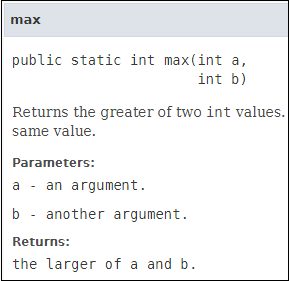 max
public static int max(int a,
int b)
Returns the greater of two int values.
same value.
Parameters:
a - an argument.
b - another argument.
Returns:
the larger of a and b.